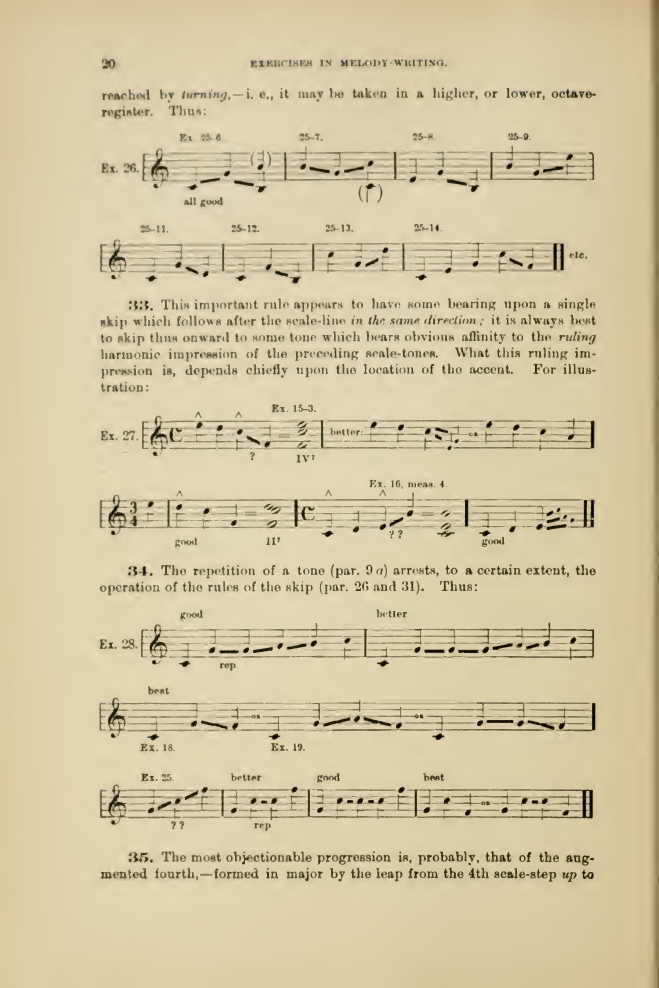 20
EXERCISES IN MELODY-WRITING.
reached by turning,—i. e., it may be taken in a higher, or lower, octave-
register. Thus:
Ex. 25-6. 25-7. 25-8. 25-9.
Ex. 26.
all good
25-11. 25-12. 25-13. 25-14.
etc.
33. This important rule appears to have some bearing upon a single
skip which follows after the scale-line in the same direction; it is always best
to skip thus onward to some tone which bears obvious affinity to the ruling
harmonic impression of the preceding scale-tones. What this ruling im-
pression is, depends chiefly upon the location of the accent. For illus-
tration:
Ex. 15-3.
Ex. 27. better: or
? IV⁷
Ex. 16, meas. 4.
3
4
good II⁷ ?? good
34. The repetition of a tone (par. 9 a) arrests, to a certain extent, the
operation of the rules of the skip (par. 26 and 31). Thus:
good better
Ex. 28.
rep.
best
or or
Ex. 18. Ex. 19.
Ex. 25. better good best
or
?? rep
35. The most objectionable progression is, probably, that of the aug-
mented fourth,—formed in major by the leap from the 4th scale-step up to